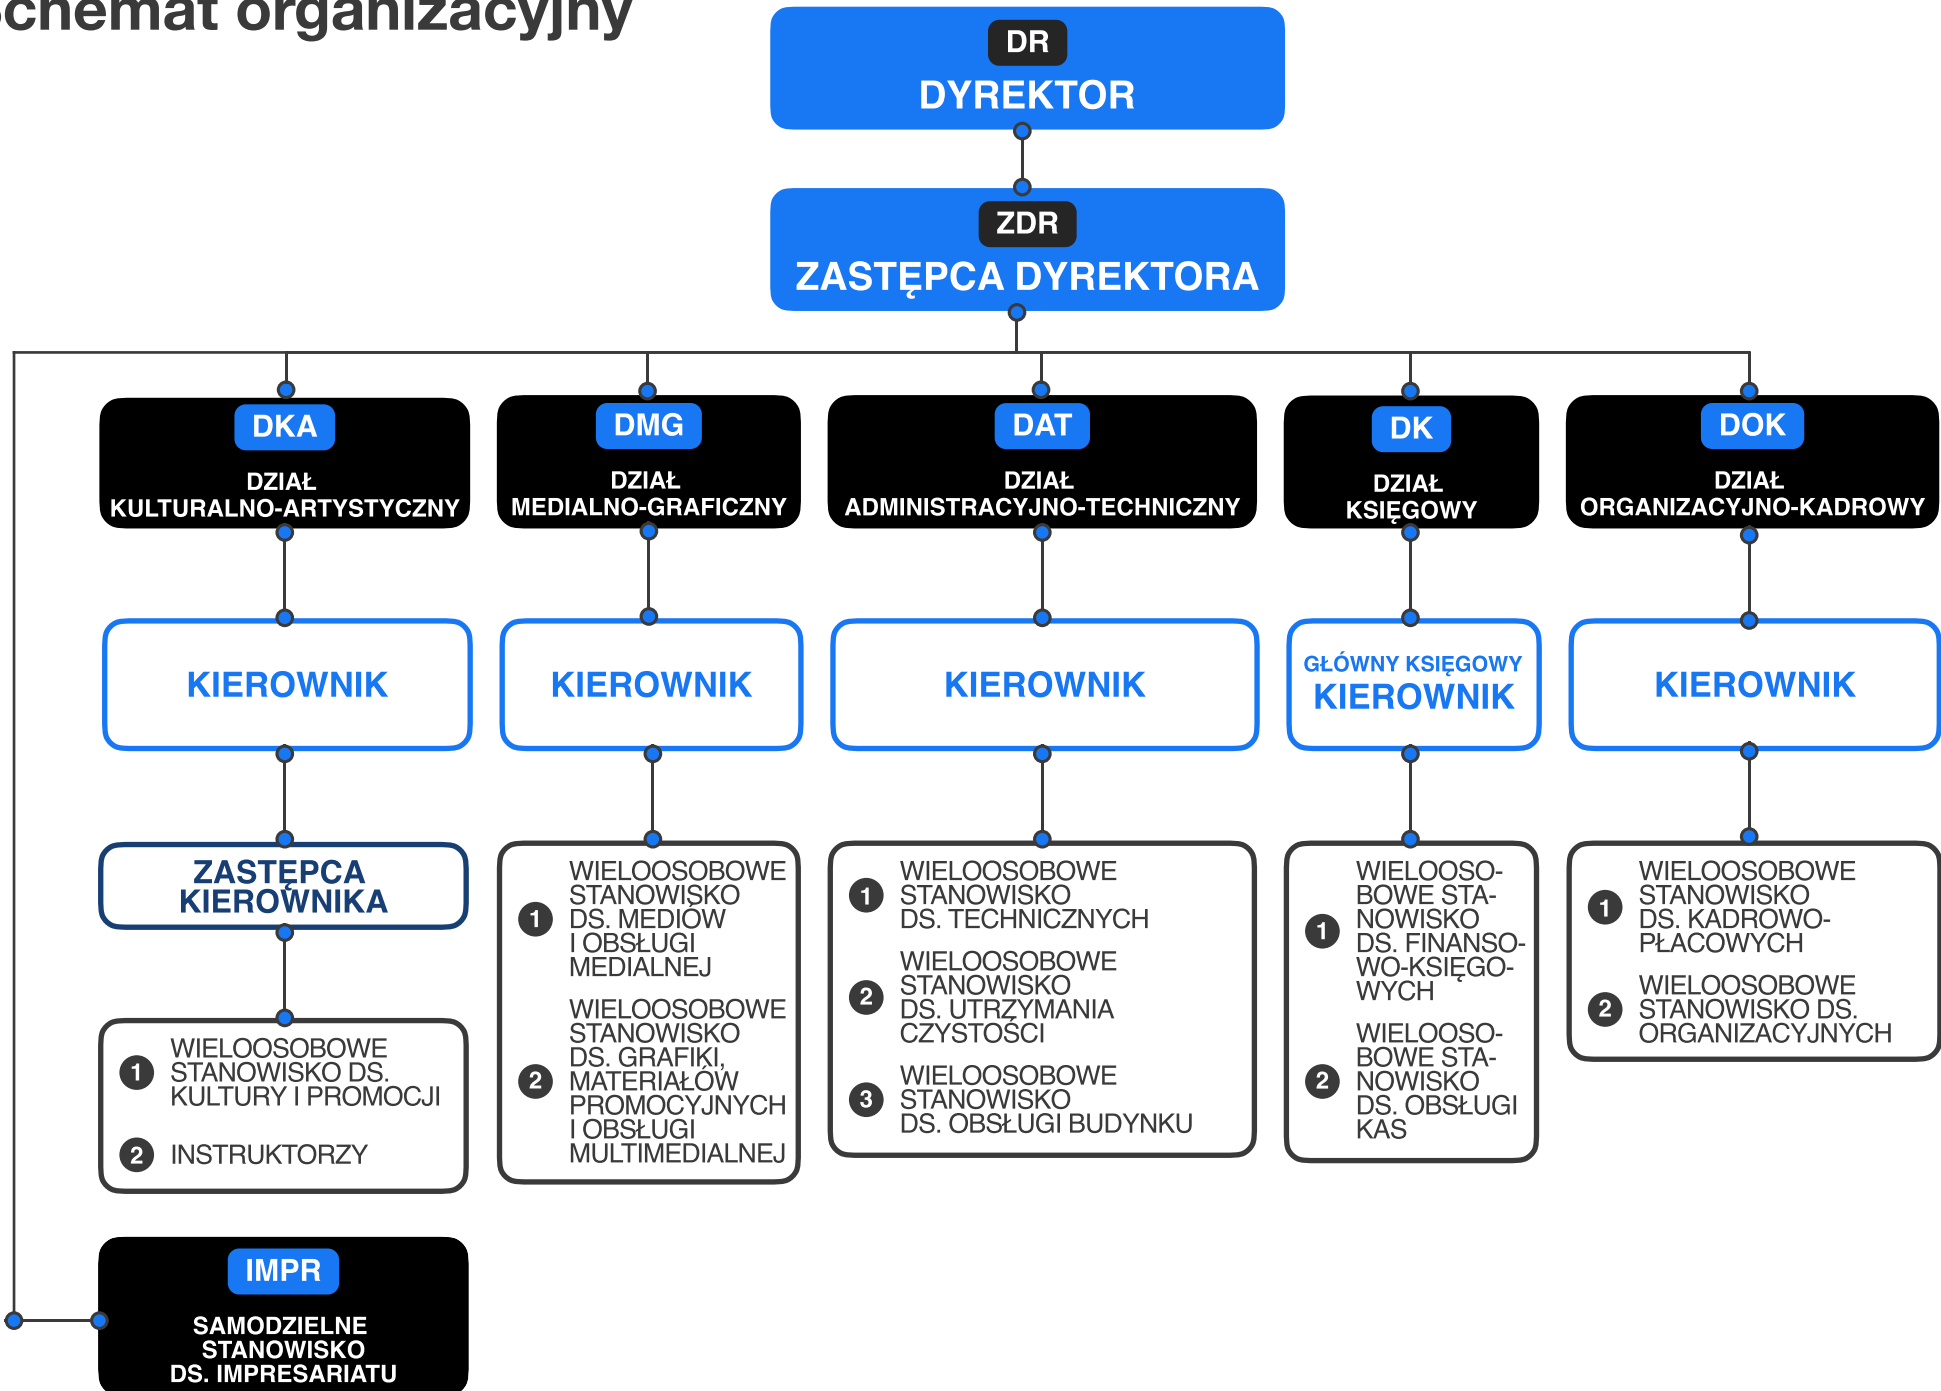 Schemat organizacyjny
DR
DYREKTOR
ZDR
ZASTĘPCA DYREKTORA
DKA
DZIAŁ
KULTURALNO-ARTYSTYCZNY
DMG
DZIAŁ
MEDIALNO-GRAFICZNY
DAT
DZIAŁ
ADMINISTRACYJNO-TECHNICZNY
DK
DZIAŁ
KSIĘGOWY
DOK
DZIAŁ
ORGANIZACYJNO-KADROWY
KIEROWNIK
KIEROWNIK
KIEROWNIK
GŁÓWNY KSIĘGOWY
KIEROWNIK
KIEROWNIK
ZASTĘPCA
KIEROWNIKA
1
WIELOOSOBOWE
STANOWISKO DS.
KULTURY I PROMOCJI
2
INSTRUKTORZY
1
WIELOOSOBOWE
STANOWISKO
DS. MEDIÓW
I OBSŁUGI
MEDIALNEJ
2
WIELOOSOBOWE
STANOWISKO
DS. GRAFIKI,
MATERIAŁÓW
PROMOCYJNYCH
I OBSŁUGI
MULTIMEDIALNEJ
1
WIELOOSOBOWE
STANOWISKO
DS. TECHNICZNYCH
2
WIELOOSOBOWE
STANOWISKO
DS. UTRZYMANIA
CZYSTOŚCI
3
WIELOOSOBOWE
STANOWISKO
DS. OBSŁUGI BUDYNKU
1
WIELOOSO-
BOWE STA-
NOWISKO
DS. FINANSO-
WO-KSIĘGO-
WYCH
2
WIELOOSO-
BOWE STA-
NOWISKO
DS. OBSŁUGI
KAS
1
WIELOOSOBOWE
STANOWISKO
DS. KADROWO-
PŁACOWYCH
2
WIELOOSOBOWE
STANOWISKO DS.
ORGANIZACYJNYCH
IMPR
SAMODZIELNE
STANOWISKO
DS. IMPRESARIATU